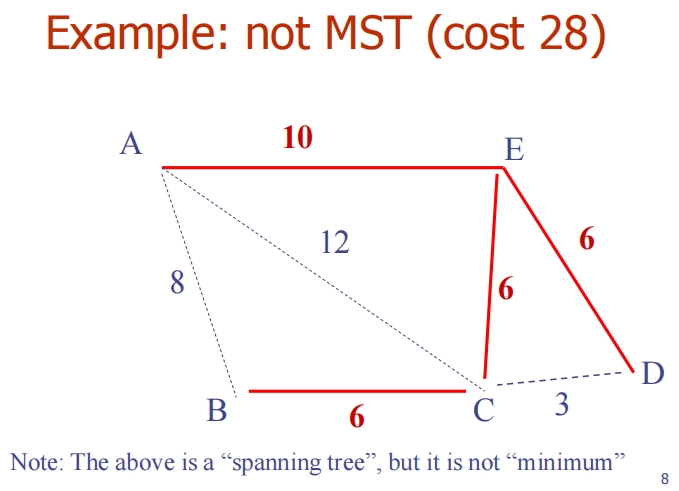 Example: not MST (cost 28)
10
A
E
12
6
8
6
D
B
6
C
3
Note: The above is a “spanning tree”, but it is not “minimum”
8